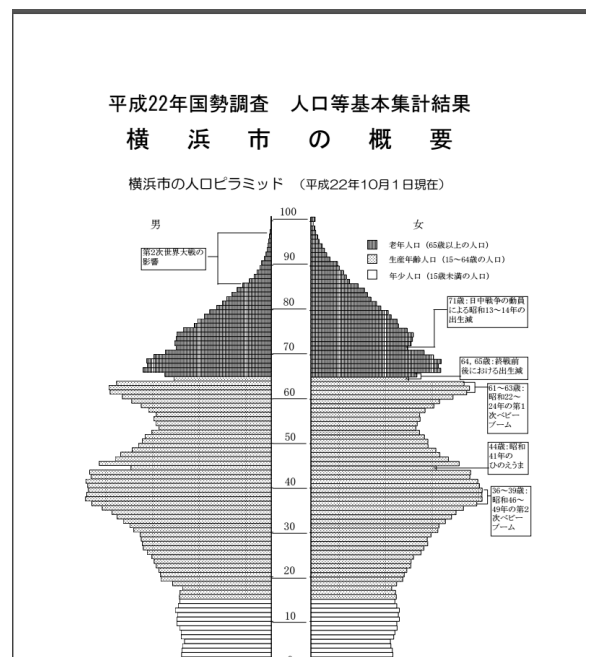 平成22年国勢調査　人口等基本集計結果
横　浜　市　の　概　要
横浜市の人口ピラミッド　（平成22年10月1日現在）
男
100
女
老年人口（65歳以上の人口）
生産年齢人口（15～64歳の人口）
年少人口（15歳未満の人口）
第2次世界大戦の
影響
90
80
71歳：日中戦争の動員
による昭和13～14年の
出生減
70
64, 65歳：終戦前
後における出生減
60
61～63歳：
昭和22～
24年の第1
次ベビー
ブーム
50
44歳：昭和
41年の
ひのえうま
40
36～39歳：
昭和46～
49年の第2
次ベビー
ブーム
30
20
10